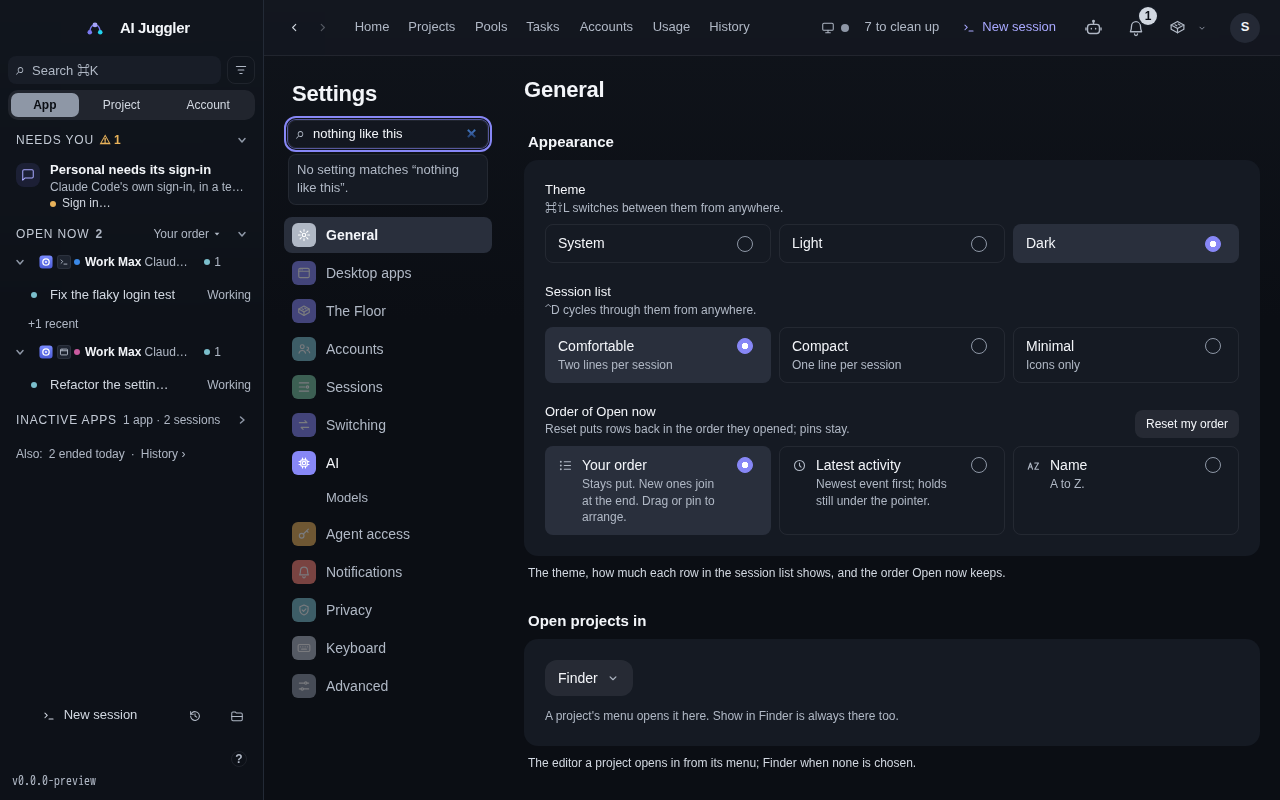 AI Juggler
Search ⌘K
App Project Account
NEEDS YOU 1
Personal needs its sign-in
Claude Code's own sign-in, in a te…
Sign in…
OPEN NOW 2 Your order
Work Max Claud… 1
Fix the flaky login test Working
+1 recent
Work Max Claud… 1
Refactor the settin… Working
INACTIVE APPS 1 app · 2 sessions
Also: 2 ended today · History ›
New session
?
v0.0.0-preview
Home Projects Pools Tasks Accounts Usage History
7 to clean up
New session
1
S
Settings
nothing like this
No setting matches “nothing
like this”.
General
Desktop apps
The Floor
Accounts
Sessions
Switching
AI
Models
Agent access
Notifications
Privacy
Keyboard
Advanced
General
Appearance
Theme
⌘⇧L switches between them from anywhere.
System Light Dark
Session list
^D cycles through them from anywhere.
Comfortable
Two lines per session
Compact
One line per session
Minimal
Icons only
Order of Open now
Reset puts rows back in the order they opened; pins stay.
Reset my order
Your order
Stays put. New ones join
at the end. Drag or pin to
arrange.
Latest activity
Newest event first; holds
still under the pointer.
Name
A to Z.
The theme, how much each row in the session list shows, and the order Open now keeps.
Open projects in
Finder
A project's menu opens it here. Show in Finder is always there too.
The editor a project opens in from its menu; Finder when none is chosen.